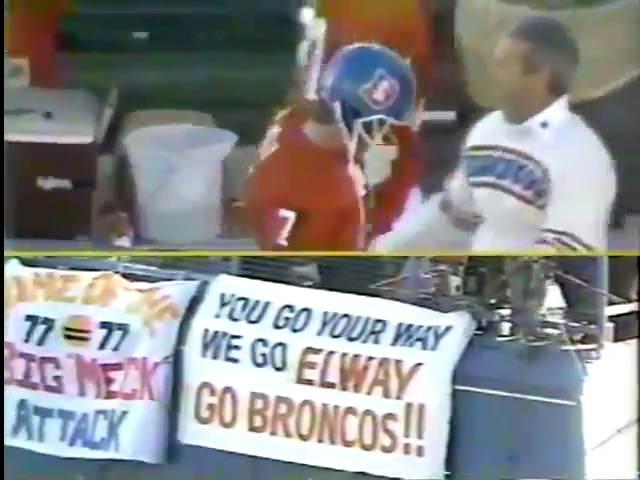 7
YOU GO YOUR WAY
WE GO ELWAY
GO BRONCOS!!
77 77
BIG MECK
ATTACK